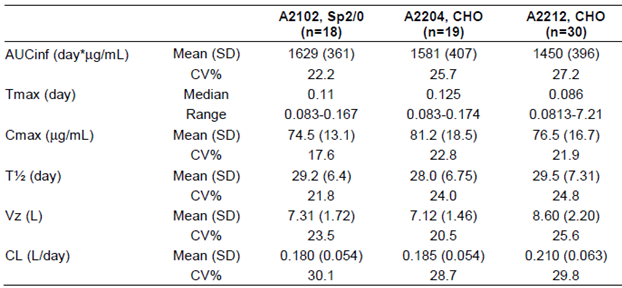 A2102, Sp2/0 A2204, CHO A2212, CHO
(n=18) (n=19) (n=30)
AUCinf (day*µg/mL) Mean (SD) 1629 (361) 1581 (407) 1450 (396)
CV% 22.2 25.7 27.2
Tmax (day) Median 0.11 0.125 0.086
Range 0.083-0.167 0.083-0.174 0.0813-7.21
Cmax (µg/mL) Mean (SD) 74.5 (13.1) 81.2 (18.5) 76.5 (16.7)
CV% 17.6 22.8 21.9
T½ (day) Mean (SD) 29.2 (6.4) 28.0 (6.75) 29.5 (7.31)
CV% 21.8 24.0 24.8
Vz (L) Mean (SD) 7.31 (1.72) 7.12 (1.46) 8.60 (2.20)
CV% 23.5 20.5 25.6
CL (L/day) Mean (SD) 0.180 (0.054) 0.185 (0.054) 0.210 (0.063)
CV% 30.1 28.7 29.8